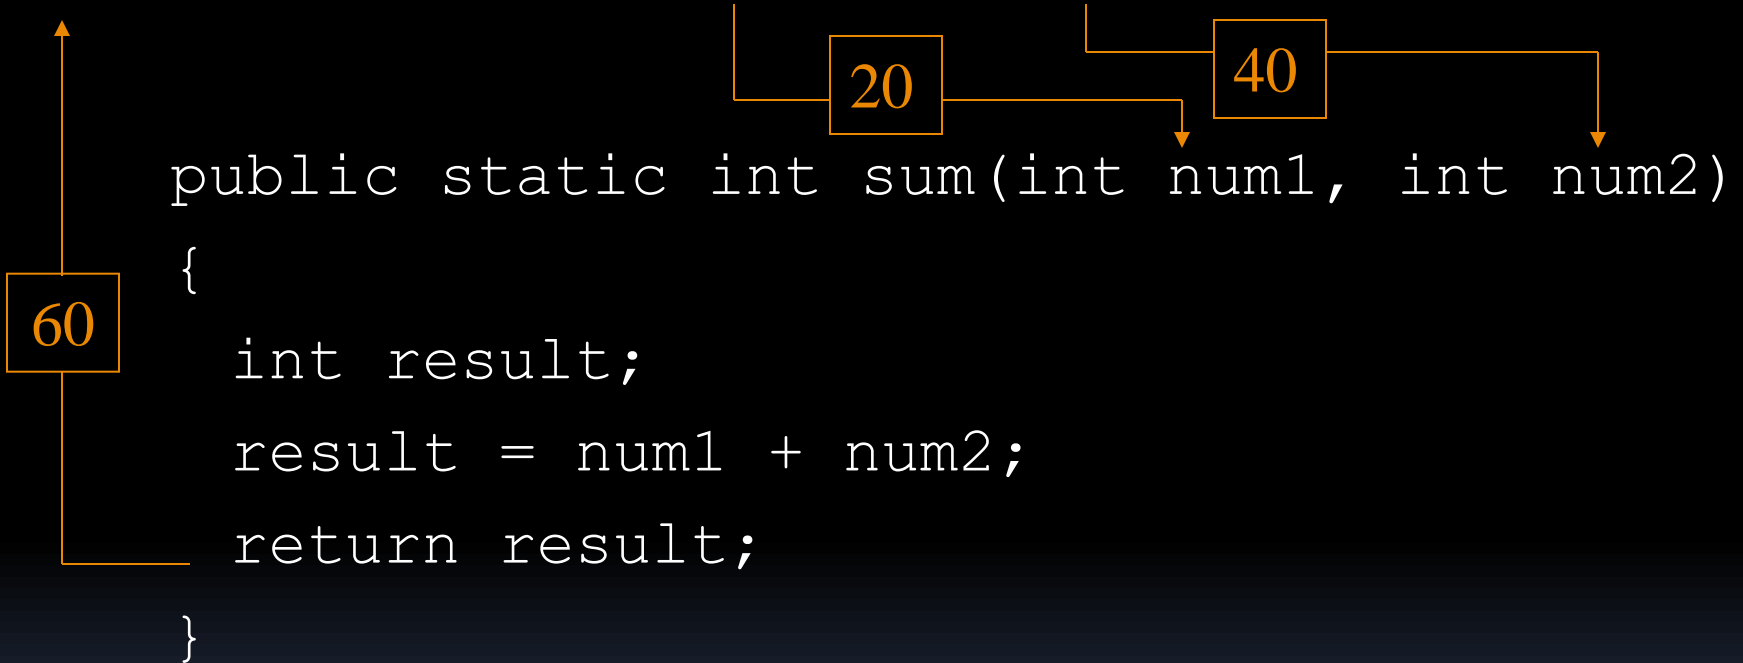 20
40
public static int sum(int num1, int num2)
{
60
int result;
result = num1 + num2;
return result;
}